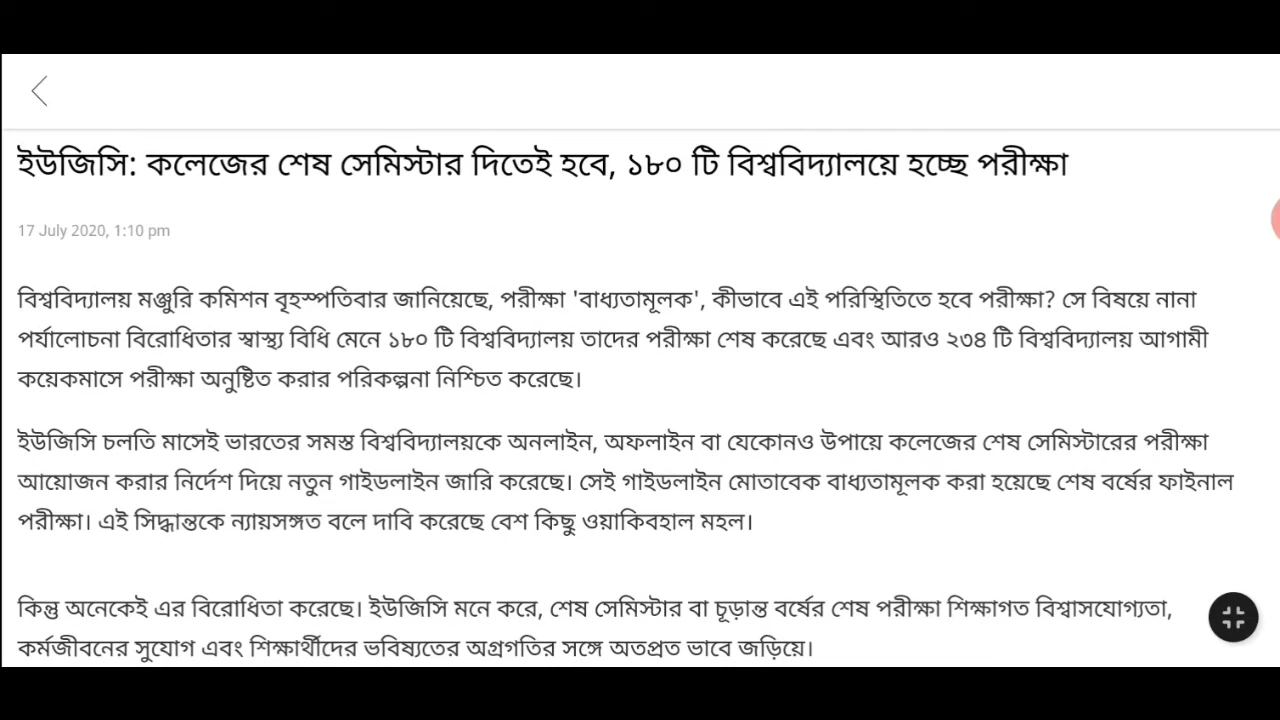 ইউজিসি: কলেজের শেষ সেমিস্টার দিতেই হবে, ১৮০ টি বিশ্ববিদ্যালয়ে হচ্ছে পরীক্ষা
17 July 2020, 1:10 pm
বিশ্ববিদ্যালয় মঞ্জুরি কমিশন বৃহস্পতিবার জানিয়েছে, পরীক্ষা 'বাধ্যতামূলক', কীভাবে এই পরিস্থিতিতে হবে পরীক্ষা? সে বিষয়ে নানা
পর্যালোচনা বিরোধিতার স্বাস্থ্য বিধি মেনে ১৮০ টি বিশ্ববিদ্যালয় তাদের পরীক্ষা শেষ করেছে এবং আরও ২৩৪ টি বিশ্ববিদ্যালয় আগামী
কয়েকমাসে পরীক্ষা অনুষ্টিত করার পরিকল্পনা নিশ্চিত করেছে।
ইউজিসি চলতি মাসেই ভারতের সমস্ত বিশ্ববিদ্যালয়কে অনলাইন, অফলাইন বা যেকোনও উপায়ে কলেজের শেষ সেমিস্টারের পরীক্ষা
আয়োজন করার নির্দেশ দিয়ে নতুন গাইডলাইন জারি করেছে। সেই গাইডলাইন মোতাবেক বাধ্যতামূলক করা হয়েছে শেষ বর্ষের ফাইনাল
পরীক্ষা। এই সিদ্ধান্তকে ন্যায়সঙ্গত বলে দাবি করেছে বেশ কিছু ওয়াকিবহাল মহল।
কিন্তু অনেকেই এর বিরোধিতা করেছে। ইউজিসি মনে করে, শেষ সেমিস্টার বা চূড়ান্ত বর্ষের শেষ পরীক্ষা শিক্ষাগত বিশ্বাসযোগ্যতা,
কর্মজীবনের সুযোগ এবং শিক্ষার্থীদের ভবিষ্যতের অগ্রগতির সঙ্গে অতপ্রত ভাবে জড়িয়ে।